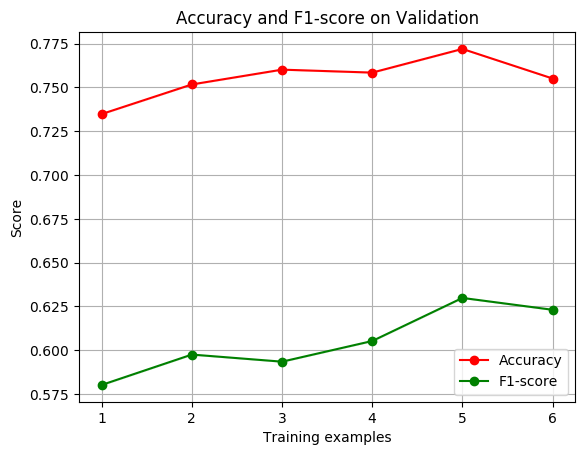 Accuracy and F1-score on Validation
0.775
0.750
0.725
0.700
0.675
0.650
0.625
0.600
0.575
Score
Accuracy
F1-score
1 2 3 4 5 6
Training examples